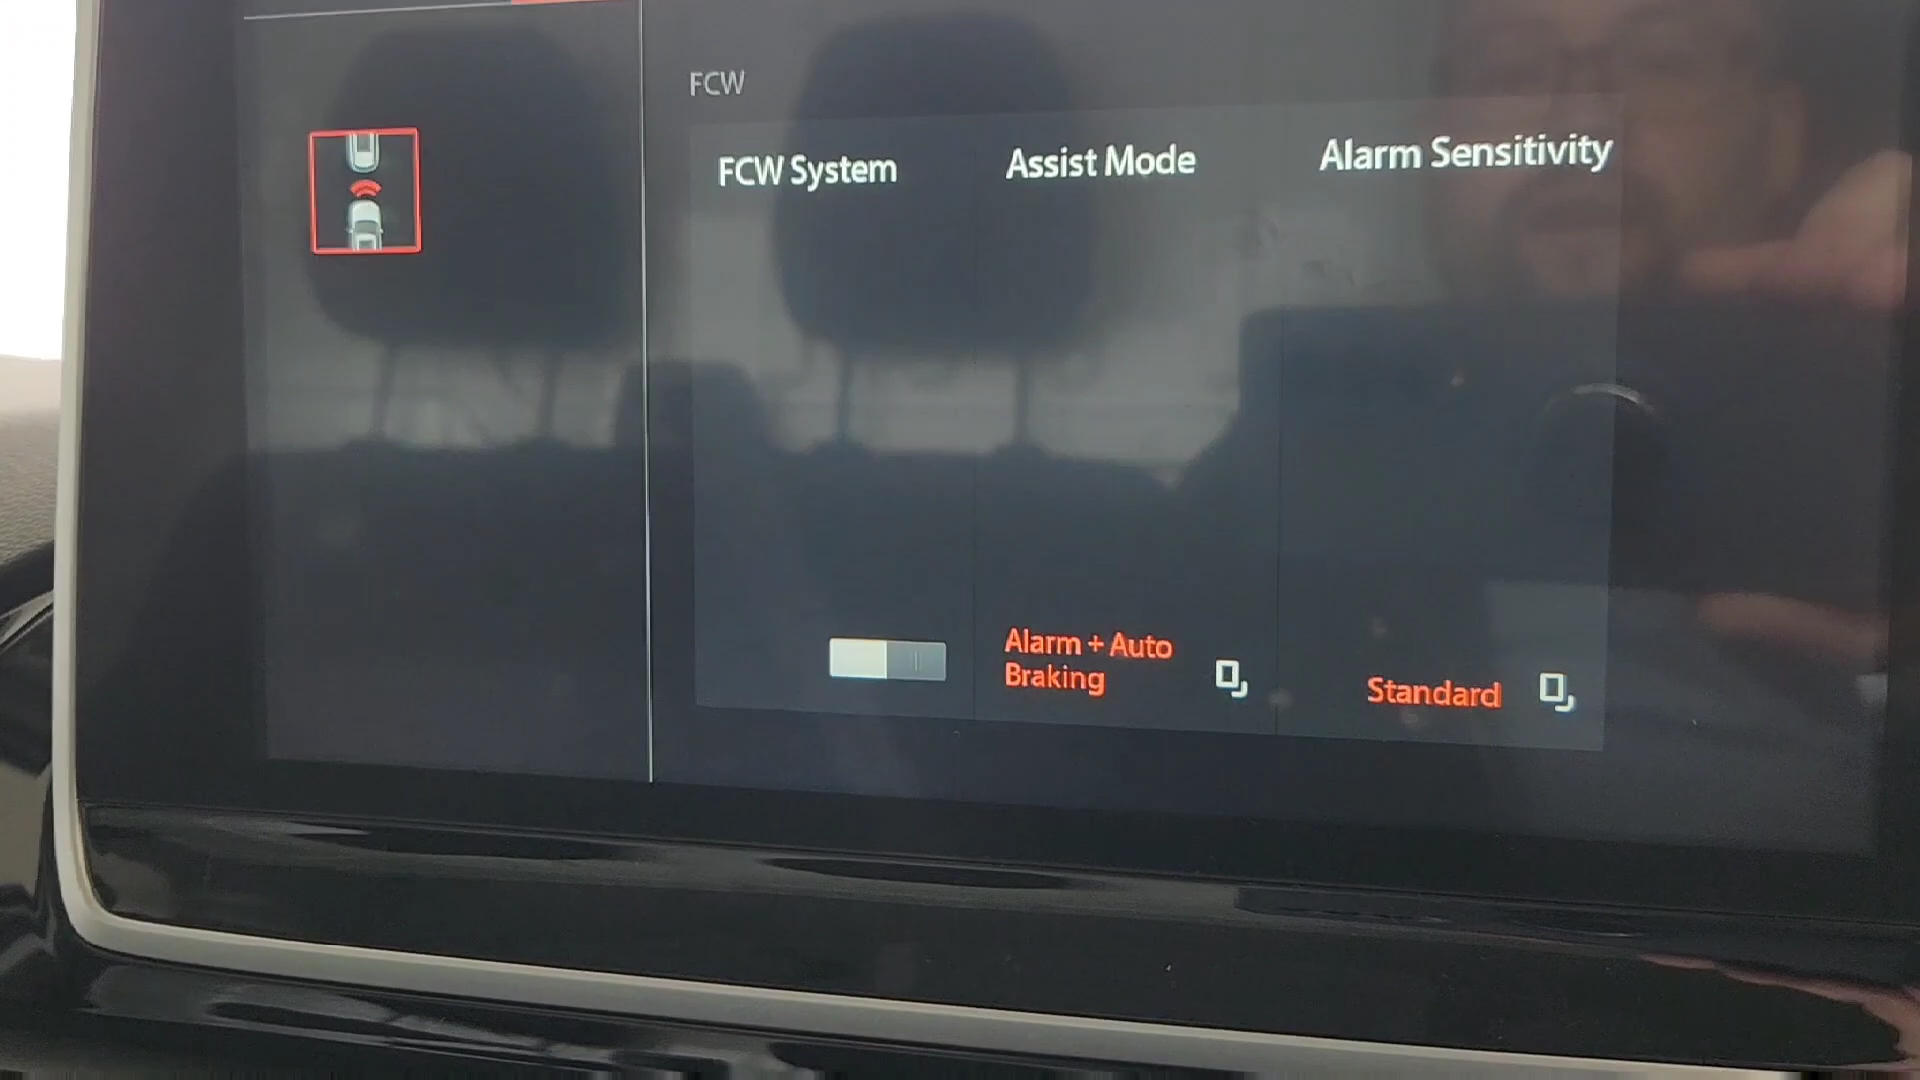 FCW
FCW System
Assist Mode
Alarm Sensitivity
Alarm + Auto
Braking
Standard